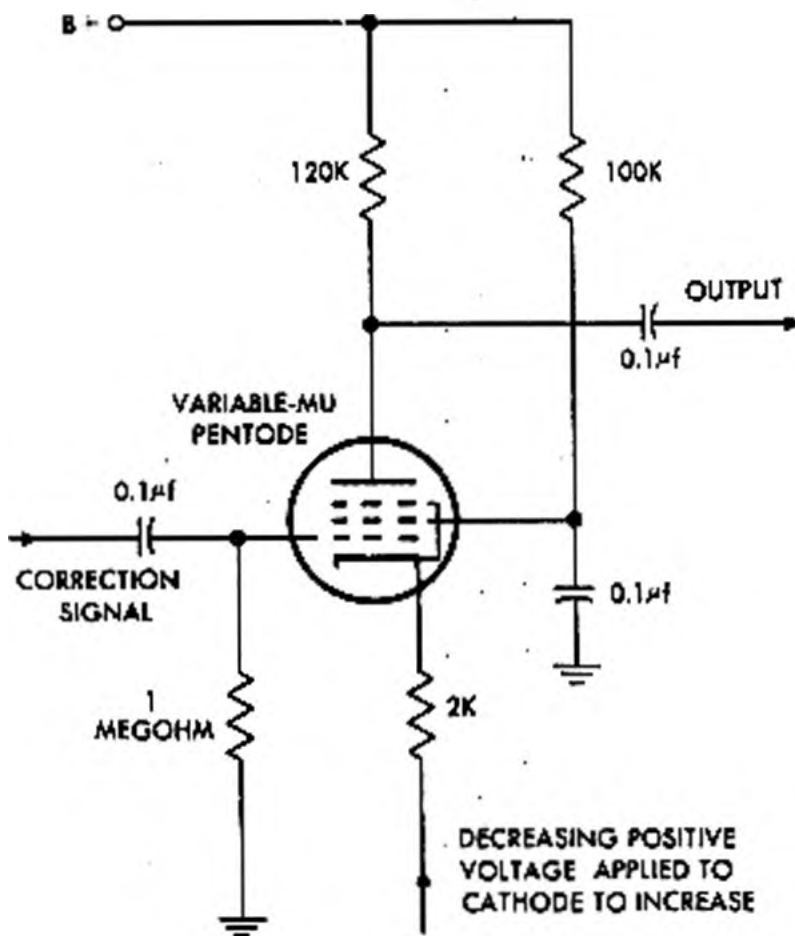 B +
120K
100K
OUTPUT
0.1μf
VARIABLE-MU
PENTODE
0.1μf
CORRECTION
SIGNAL
0.1μf
1
MEGOHM
2K
DECREASING POSITIVE
VOLTAGE APPLIED TO
CATHODE TO INCREASE